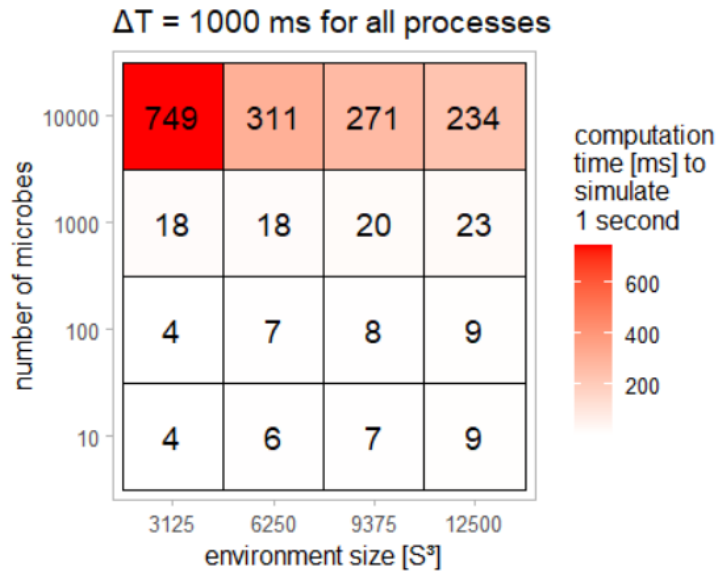 ΔT = 1000 ms for all processes
number of microbes
10000
749 311 271 234
1000
18 18 20 23
100
4 7 8 9
10
4 6 7 9
3125 6250 9375 12500
environment size [S³]
computation
time [ms] to
simulate
1 second
600
400
200